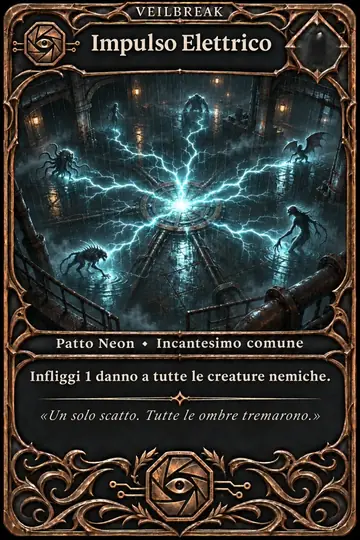 VEILBREAK
Impulso Elettrico
Patto Neon • Incantesimo comune
Infliggi 1 danno a tutte le creature nemiche.
«Un solo scatto. Tutte le ombre tremarono.»